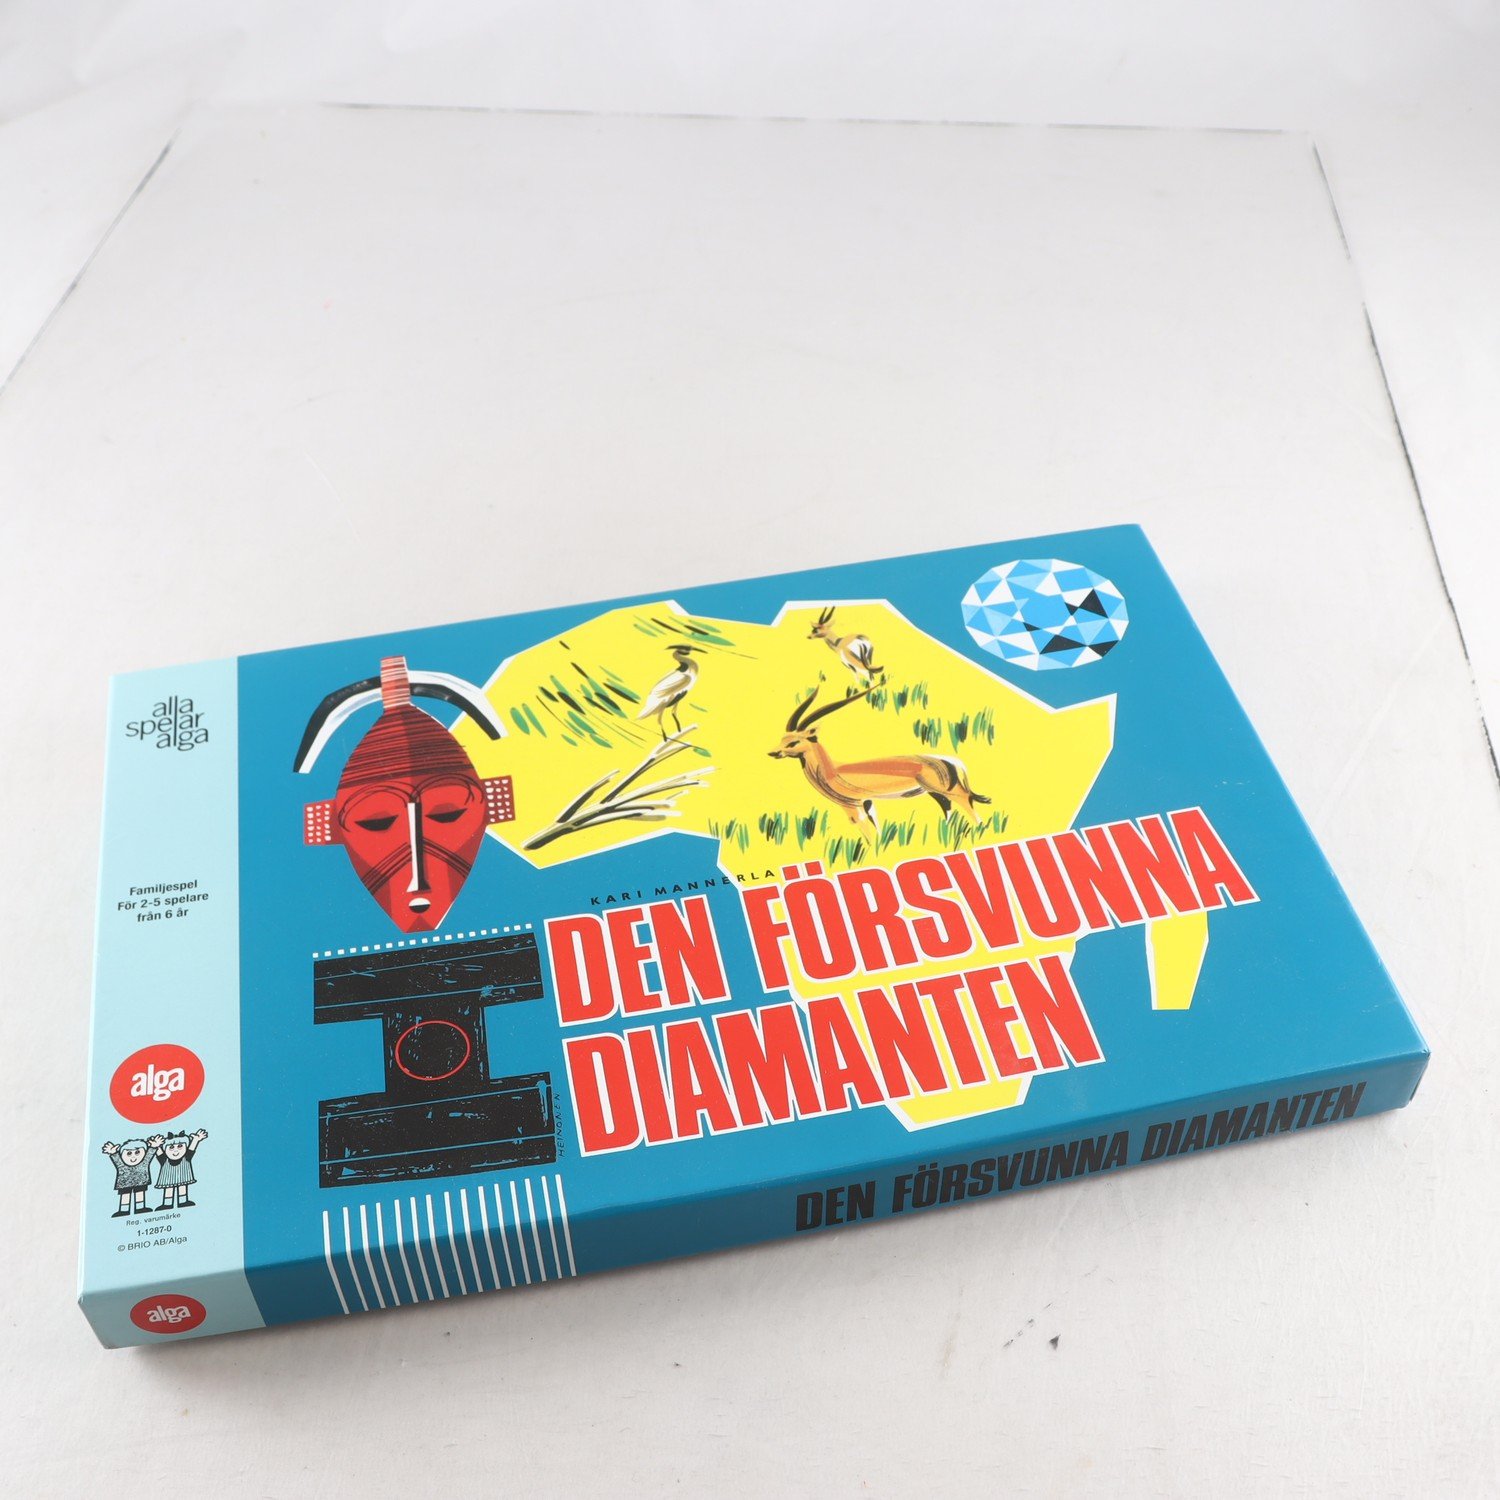 alla
spelar
alga
Familjespel
För 2-5 spelare
från 6 år
alga
Reg. varumärke
1-1287-0
© BRIO AB/Alga
KARI MANNERLA
DEN FÖRSVUNNA
DIAMANTEN
HEINONEN
alga
DEN FÖRSVUNNA DIAMANTEN